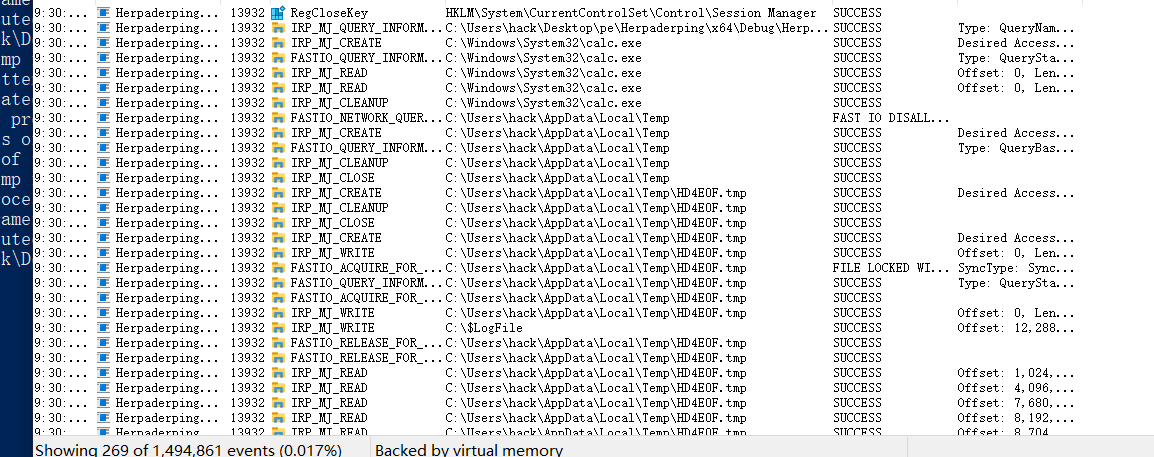 9:30:... Herpaderping... 13932 RegCloseKey HKLM\System\CurrentControlSet\Control\Session Manager SUCCESS
9:30:... Herpaderping... 13932 IRP_MJ_QUERY_INFORM... C:\Users\hack\Desktop\pe\Herpaderping\x64\Debug\Herp... SUCCESS Type: QueryNam...
9:30:... Herpaderping... 13932 IRP_MJ_CREATE C:\Windows\System32\calc.exe SUCCESS Desired Access...
9:30:... Herpaderping... 13932 FASTIO_QUERY_INFORM... C:\Windows\System32\calc.exe SUCCESS Type: QuerySta...
9:30:... Herpaderping... 13932 IRP_MJ_READ C:\Windows\System32\calc.exe SUCCESS Offset: 0, Len...
9:30:... Herpaderping... 13932 IRP_MJ_READ C:\Windows\System32\calc.exe SUCCESS Offset: 0, Len...
9:30:... Herpaderping... 13932 IRP_MJ_CLEANUP C:\Windows\System32\calc.exe SUCCESS
9:30:... Herpaderping... 13932 FASTIO_NETWORK_QUER... C:\Users\hack\AppData\Local\Temp FAST IO DISALL...
9:30:... Herpaderping... 13932 IRP_MJ_CREATE C:\Users\hack\AppData\Local\Temp SUCCESS Desired Access...
9:30:... Herpaderping... 13932 FASTIO_QUERY_INFORM... C:\Users\hack\AppData\Local\Temp SUCCESS Type: QueryBas...
9:30:... Herpaderping... 13932 IRP_MJ_CLEANUP C:\Users\hack\AppData\Local\Temp SUCCESS
9:30:... Herpaderping... 13932 IRP_MJ_CLOSE C:\Users\hack\AppData\Local\Temp SUCCESS
9:30:... Herpaderping... 13932 IRP_MJ_CREATE C:\Users\hack\AppData\Local\Temp\HD4E0F.tmp SUCCESS Desired Access...
9:30:... Herpaderping... 13932 IRP_MJ_CLEANUP C:\Users\hack\AppData\Local\Temp\HD4E0F.tmp SUCCESS
9:30:... Herpaderping... 13932 IRP_MJ_CLOSE C:\Users\hack\AppData\Local\Temp\HD4E0F.tmp SUCCESS
9:30:... Herpaderping... 13932 IRP_MJ_CREATE C:\Users\hack\AppData\Local\Temp\HD4E0F.tmp SUCCESS Desired Access...
9:30:... Herpaderping... 13932 IRP_MJ_WRITE C:\Users\hack\AppData\Local\Temp\HD4E0F.tmp SUCCESS Offset: 0, Len...
9:30:... Herpaderping... 13932 FASTIO_ACQUIRE_FOR_... C:\Users\hack\AppData\Local\Temp\HD4E0F.tmp FILE LOCKED WI... SyncType: Sync...
9:30:... Herpaderping... 13932 FASTIO_QUERY_INFORM... C:\Users\hack\AppData\Local\Temp\HD4E0F.tmp SUCCESS Type: QuerySta...
9:30:... Herpaderping... 13932 FASTIO_ACQUIRE_FOR_... C:\Users\hack\AppData\Local\Temp\HD4E0F.tmp SUCCESS
9:30:... Herpaderping... 13932 IRP_MJ_WRITE C:\Users\hack\AppData\Local\Temp\HD4E0F.tmp SUCCESS Offset: 0, Len...
9:30:... Herpaderping... 13932 IRP_MJ_WRITE C:\$LogFile SUCCESS Offset: 12,288...
9:30:... Herpaderping... 13932 FASTIO_RELEASE_FOR_... C:\Users\hack\AppData\Local\Temp\HD4E0F.tmp SUCCESS
9:30:... Herpaderping... 13932 FASTIO_RELEASE_FOR_... C:\Users\hack\AppData\Local\Temp\HD4E0F.tmp SUCCESS
9:30:... Herpaderping... 13932 IRP_MJ_READ C:\Users\hack\AppData\Local\Temp\HD4E0F.tmp SUCCESS Offset: 1,024,...
9:30:... Herpaderping... 13932 IRP_MJ_READ C:\Users\hack\AppData\Local\Temp\HD4E0F.tmp SUCCESS Offset: 4,096,...
9:30:... Herpaderping... 13932 IRP_MJ_READ C:\Users\hack\AppData\Local\Temp\HD4E0F.tmp SUCCESS Offset: 7,680,...
9:30:... Herpaderping... 13932 IRP_MJ_READ C:\Users\hack\AppData\Local\Temp\HD4E0F.tmp SUCCESS Offset: 8,192,...
9:30:... Herpaderping... 13932 IRP_MJ_READ C:\Users\hack\AppData\Local\Temp\HD4E0F.tmp SUCCESS Offset: 8,704
Showing 269 of 1,494,861 events (0.017%) Backed by virtual memory